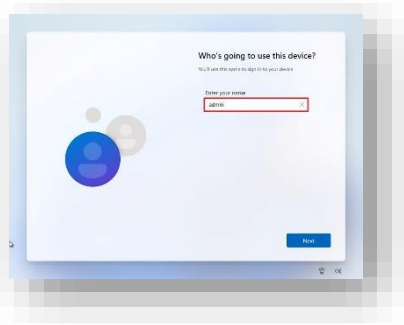 Who's going to use this device?
You'll use this name to sign in to your device
Enter your name
admin
Next